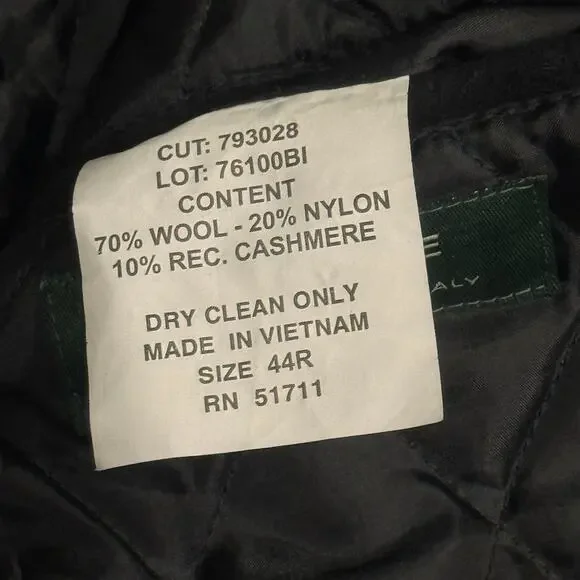 CUT: 793028
LOT: 76100BI
CONTENT
70% WOOL - 20% NYLON
10% REC. CASHMERE
DRY CLEAN ONLY
MADE IN VIETNAM
SIZE 44R
RN 51711